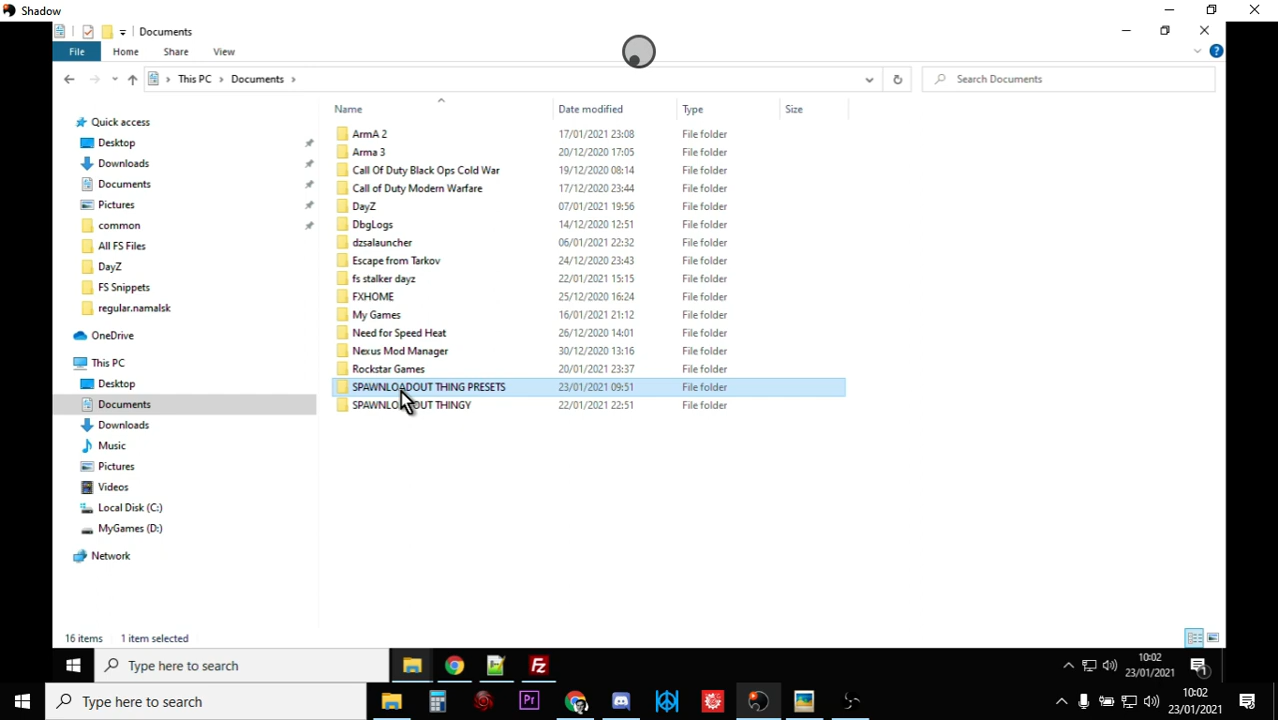 Shadow
Documents
File Home Share View
This PC Documents
Search Documents
Name Date modified Type Size
Quick access
Desktop
Downloads
Documents
Pictures
common
All FS Files
DayZ
FS Snippets
regular.namalsk
OneDrive
This PC
Desktop
Documents
Downloads
Music
Pictures
Videos
Local Disk (C:)
MyGames (D:)
Network
ArmA 2 17/01/2021 23:08 File folder
Arma 3 20/12/2020 17:05 File folder
Call Of Duty Black Ops Cold War 19/12/2020 08:14 File folder
Call of Duty Modern Warfare 17/12/2020 23:44 File folder
DayZ 07/01/2021 19:56 File folder
DbgLogs 14/12/2020 12:51 File folder
dzsalauncher 06/01/2021 22:32 File folder
Escape from Tarkov 24/12/2020 23:43 File folder
fs stalker dayz 22/01/2021 15:15 File folder
FXHOME 25/12/2020 16:24 File folder
My Games 16/01/2021 21:12 File folder
Need for Speed Heat 26/12/2020 14:01 File folder
Nexus Mod Manager 30/12/2020 13:16 File folder
Rockstar Games 20/01/2021 23:37 File folder
SPAWNLOADOUT THING PRESETS 23/01/2021 09:51 File folder
SPAWNLOADOUT THINGY 22/01/2021 22:51 File folder
16 items 1 item selected
Type here to search
Fz
10:02
23/01/2021
1
Type here to search
Pr
10:02
23/01/2021